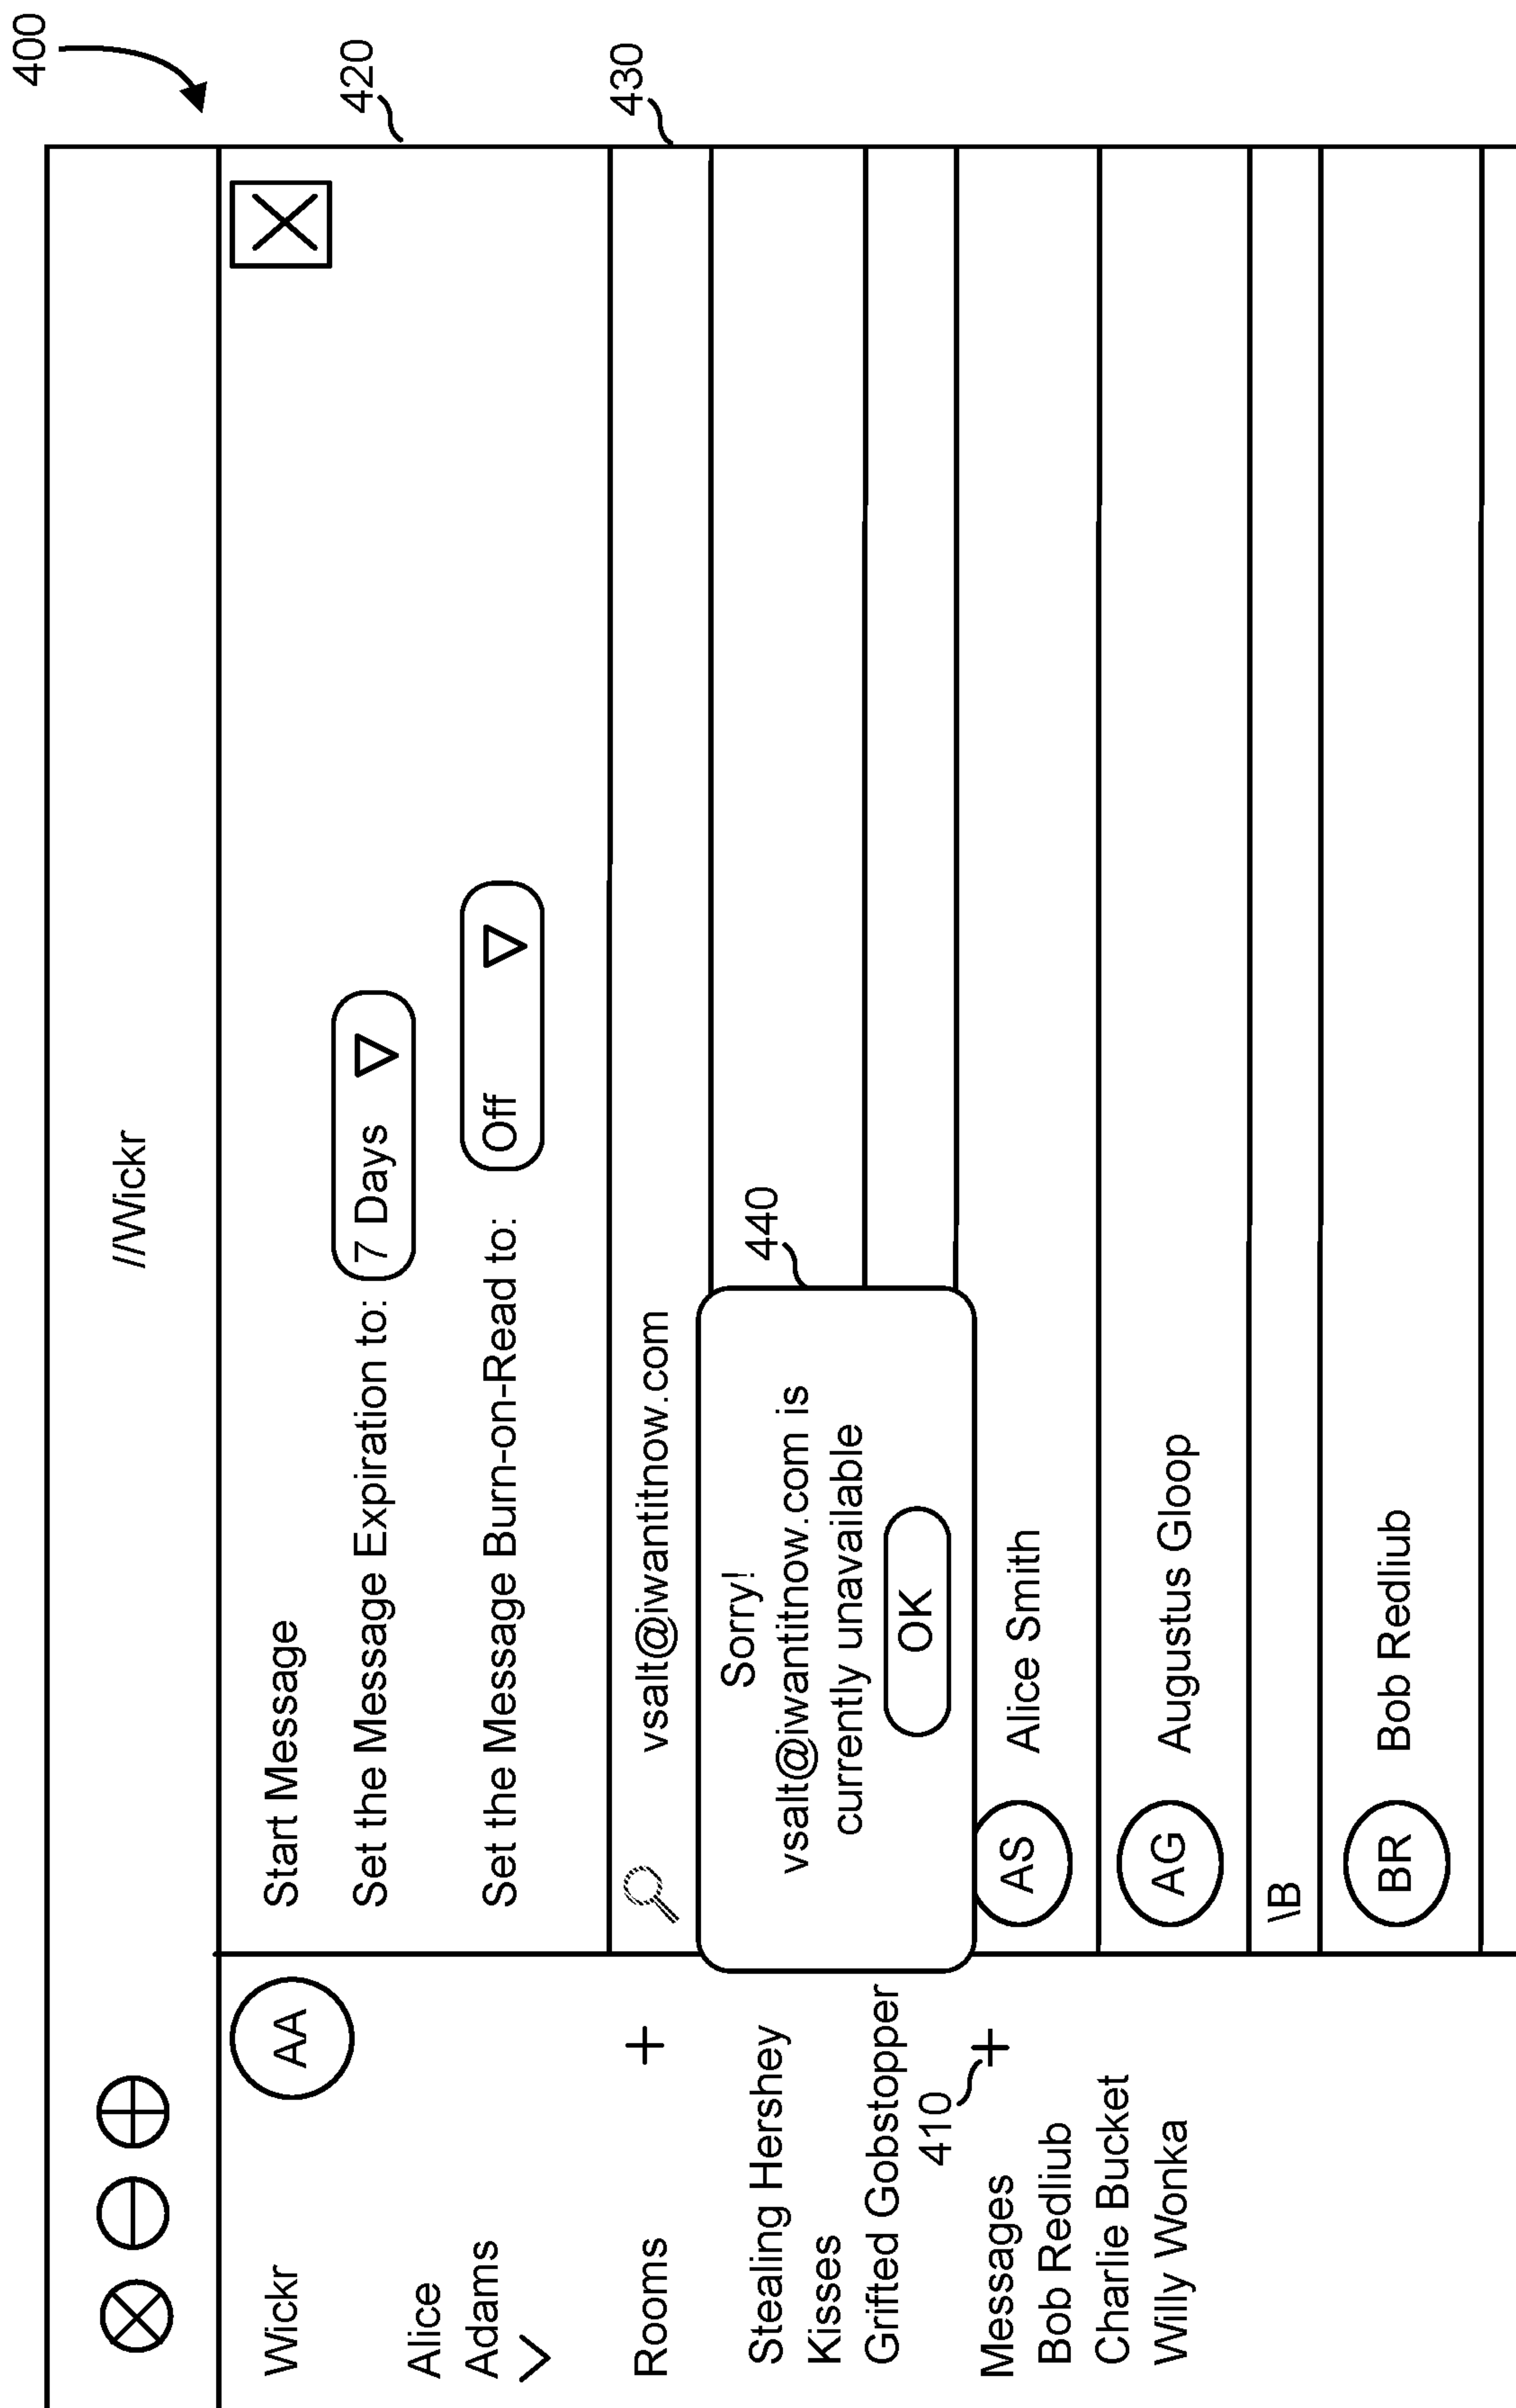 400
//Wickr
Wickr
AA
Alice
Adams
Rooms
+
Stealing Hershey
Kisses
Grifted Gobstopper
410
Messages
+
Bob Redliub
Charlie Bucket
Willy Wonka
Start Message
420
Set the Message Expiration to: 7 Days
Set the Message Burn-on-Read to: Off
430
vsalt@iwantitnow.com
440
Sorry!
vsalt@iwantitnow.com is
currently unavailable
OK
AS Alice Smith
AG Augustus Gloop
\B
BR Bob Redliub